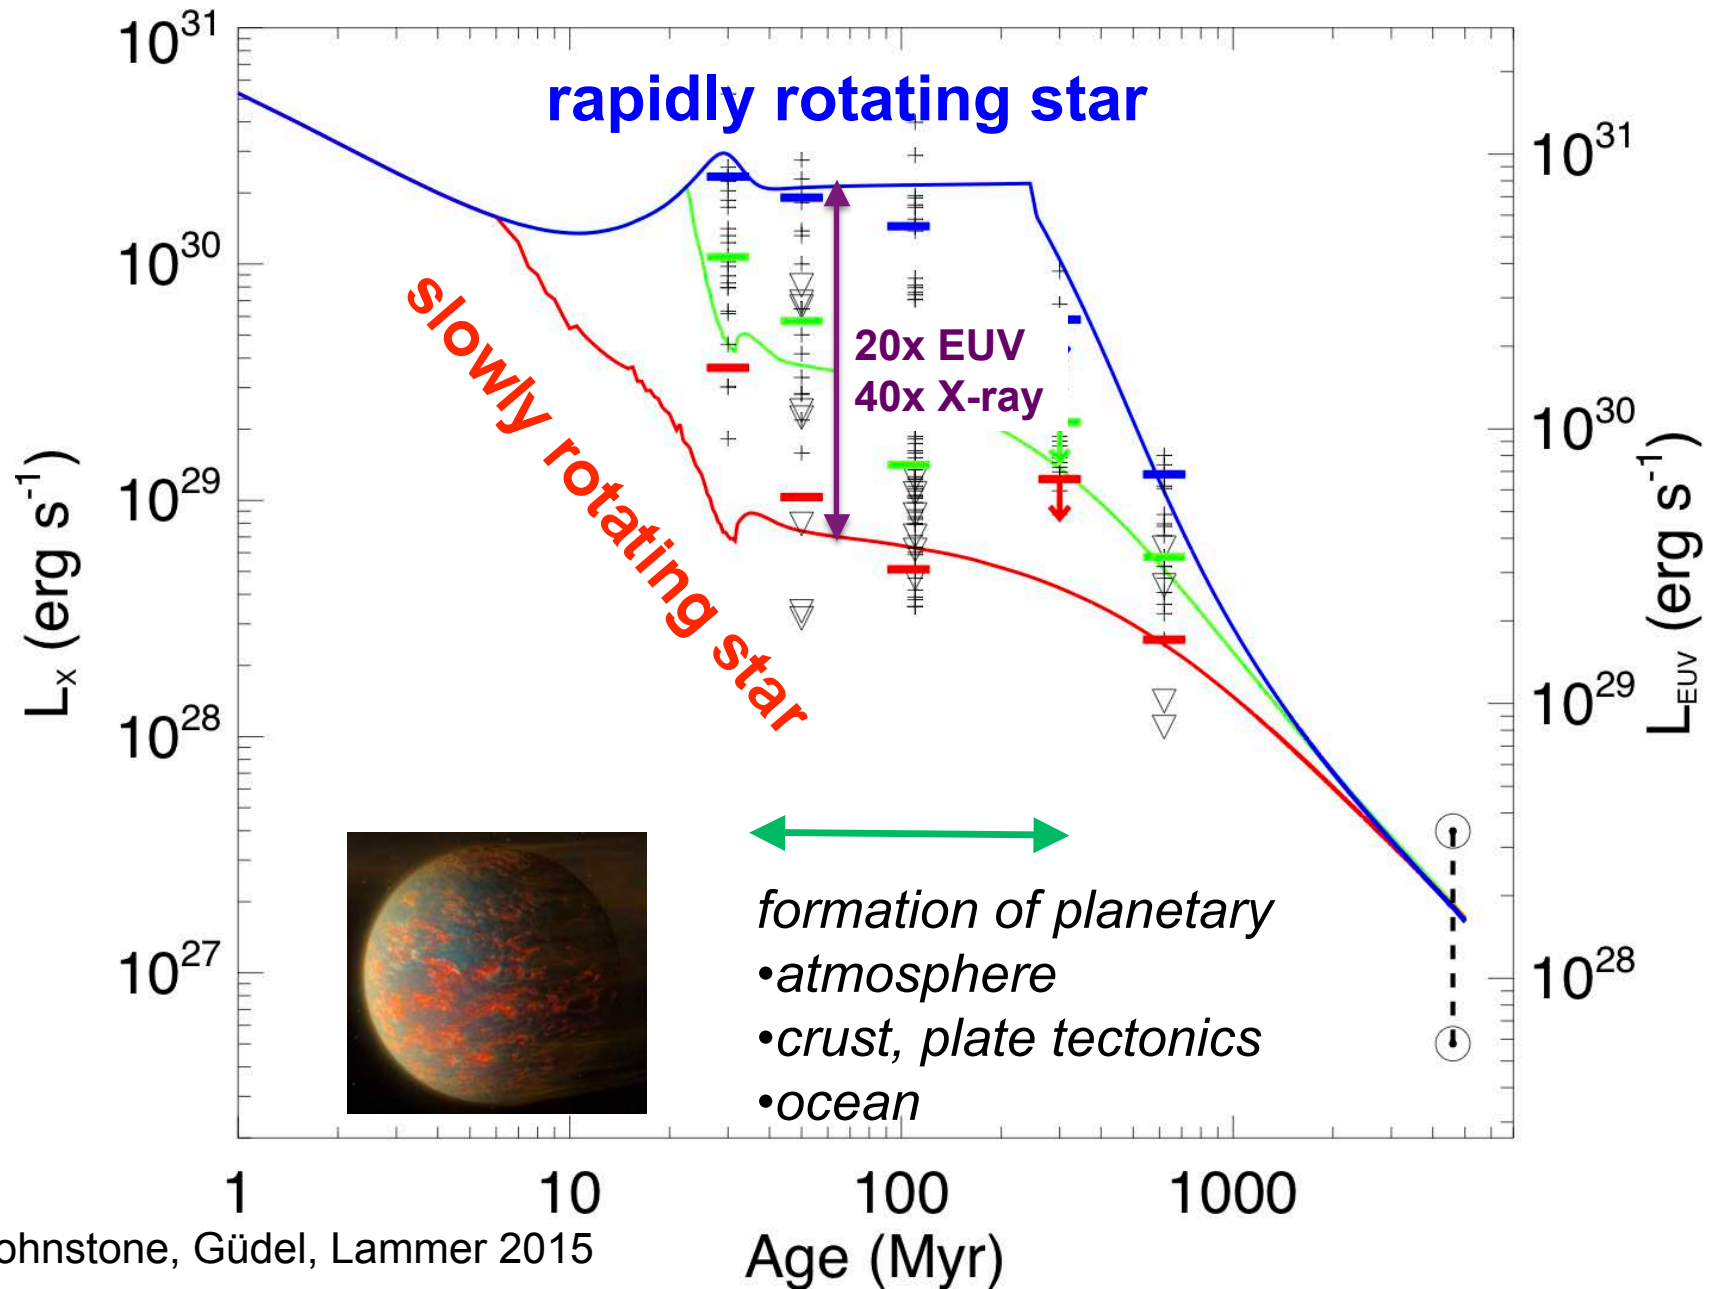 10^31
rapidly rotating star
10^31
10^30
slowly rotating star
20x EUV
40x X-ray
10^30
L_X (erg s^-1)
L_EUV (erg s^-1)
10^29
10^29
10^28
formation of planetary
•atmosphere
•crust, plate tectonics
•ocean
10^27
10^28
1 10 100 1000
ohnstone, Güdel, Lammer 2015
Age (Myr)